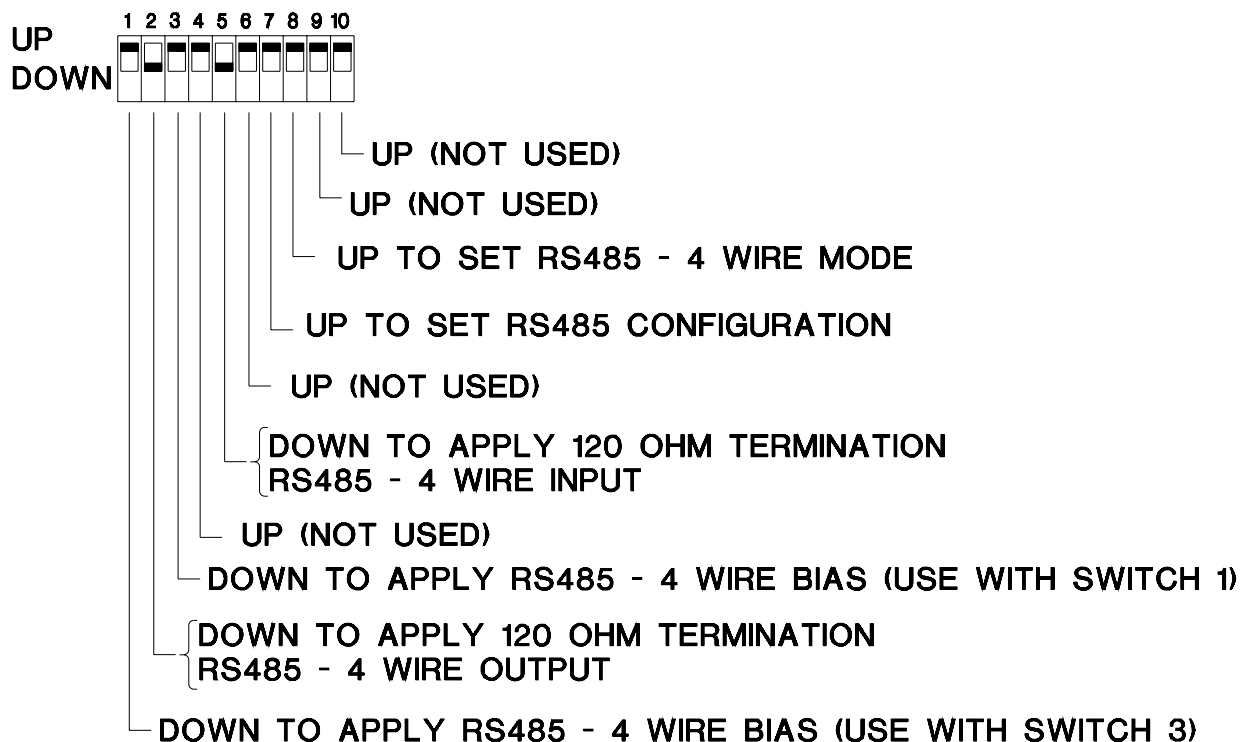 1 2 3 4 5 6 7 8 9 10
UP
DOWN
UP (NOT USED)
UP (NOT USED)
UP TO SET RS485 - 4 WIRE MODE
UP TO SET RS485 CONFIGURATION
UP (NOT USED)
DOWN TO APPLY 120 OHM TERMINATION
RS485 - 4 WIRE INPUT
UP (NOT USED)
DOWN TO APPLY RS485 - 4 WIRE BIAS (USE WITH SWITCH 1)
DOWN TO APPLY 120 OHM TERMINATION
RS485 - 4 WIRE OUTPUT
DOWN TO APPLY RS485 - 4 WIRE BIAS (USE WITH SWITCH 3)